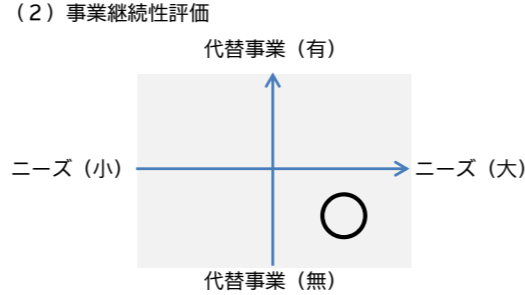 （２）事業継続性評価
代替事業（有）
ニーズ（小）
ニーズ（大）
代替事業（無）